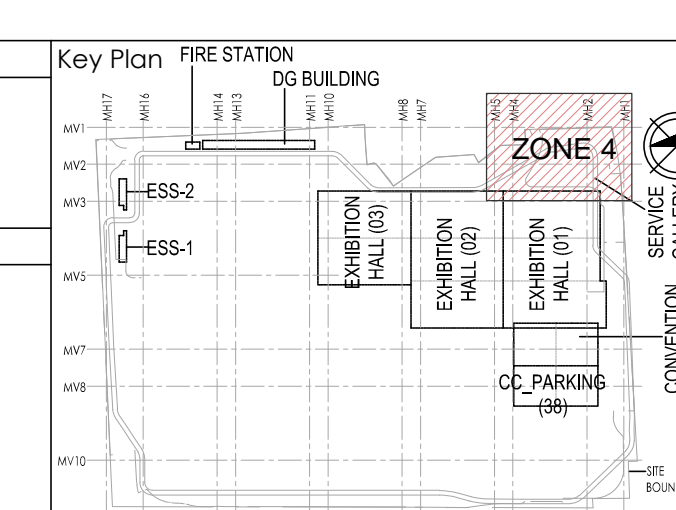 Key Plan
FIRE STATION
DG BUILDING
MH17
MH16
MH14
MH13
MH11
MH10
MH8
MH7
MH5
MH4
MH2
MH1
MV1
MV2
MV3
MV5
MV7
MV8
MV10
ZONE 4
ESS-2
ESS-1
EXHIBITION
HALL (03)
EXHIBITION
HALL (02)
EXHIBITION
HALL (01)
SERVICE
CONVENTION
CC_PARKING
(38)
SITE